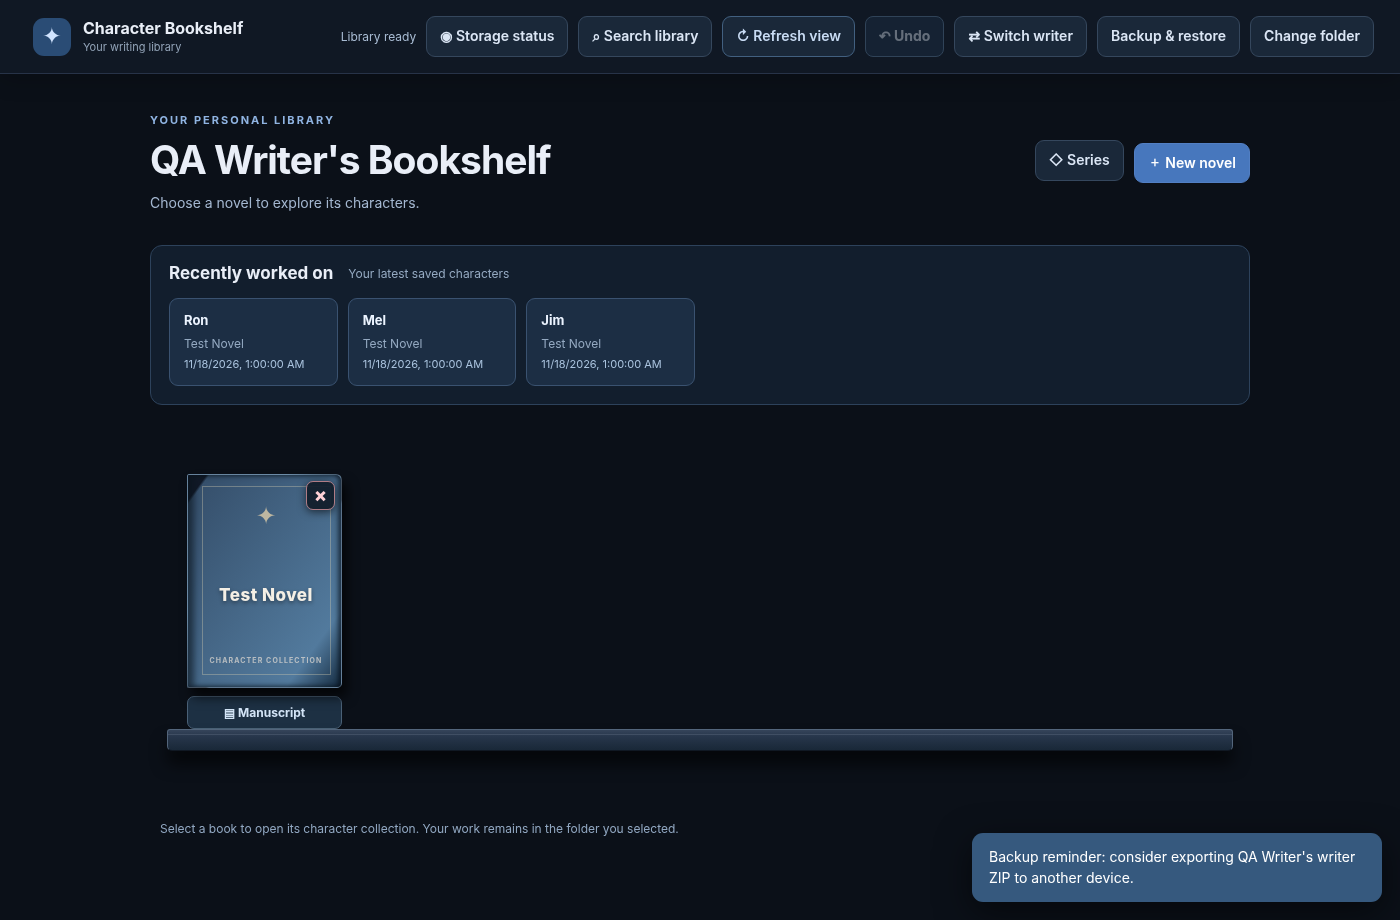 Character Bookshelf
Your writing library
Library ready
◉ Storage status
⌕ Search library
↻ Refresh view
↶ Undo
⇄ Switch writer
Backup & restore
Change folder
YOUR PERSONAL LIBRARY
QA Writer's Bookshelf
Choose a novel to explore its characters.
◇ Series
+ New novel
Recently worked on
Your latest saved characters
Ron
Test Novel
11/18/2026, 1:00:00 AM
Mel
Test Novel
11/18/2026, 1:00:00 AM
Jim
Test Novel
11/18/2026, 1:00:00 AM
Test Novel
CHARACTER COLLECTION
▤ Manuscript
Select a book to open its character collection. Your work remains in the folder you selected.
Backup reminder: consider exporting QA Writer's writer
ZIP to another device.